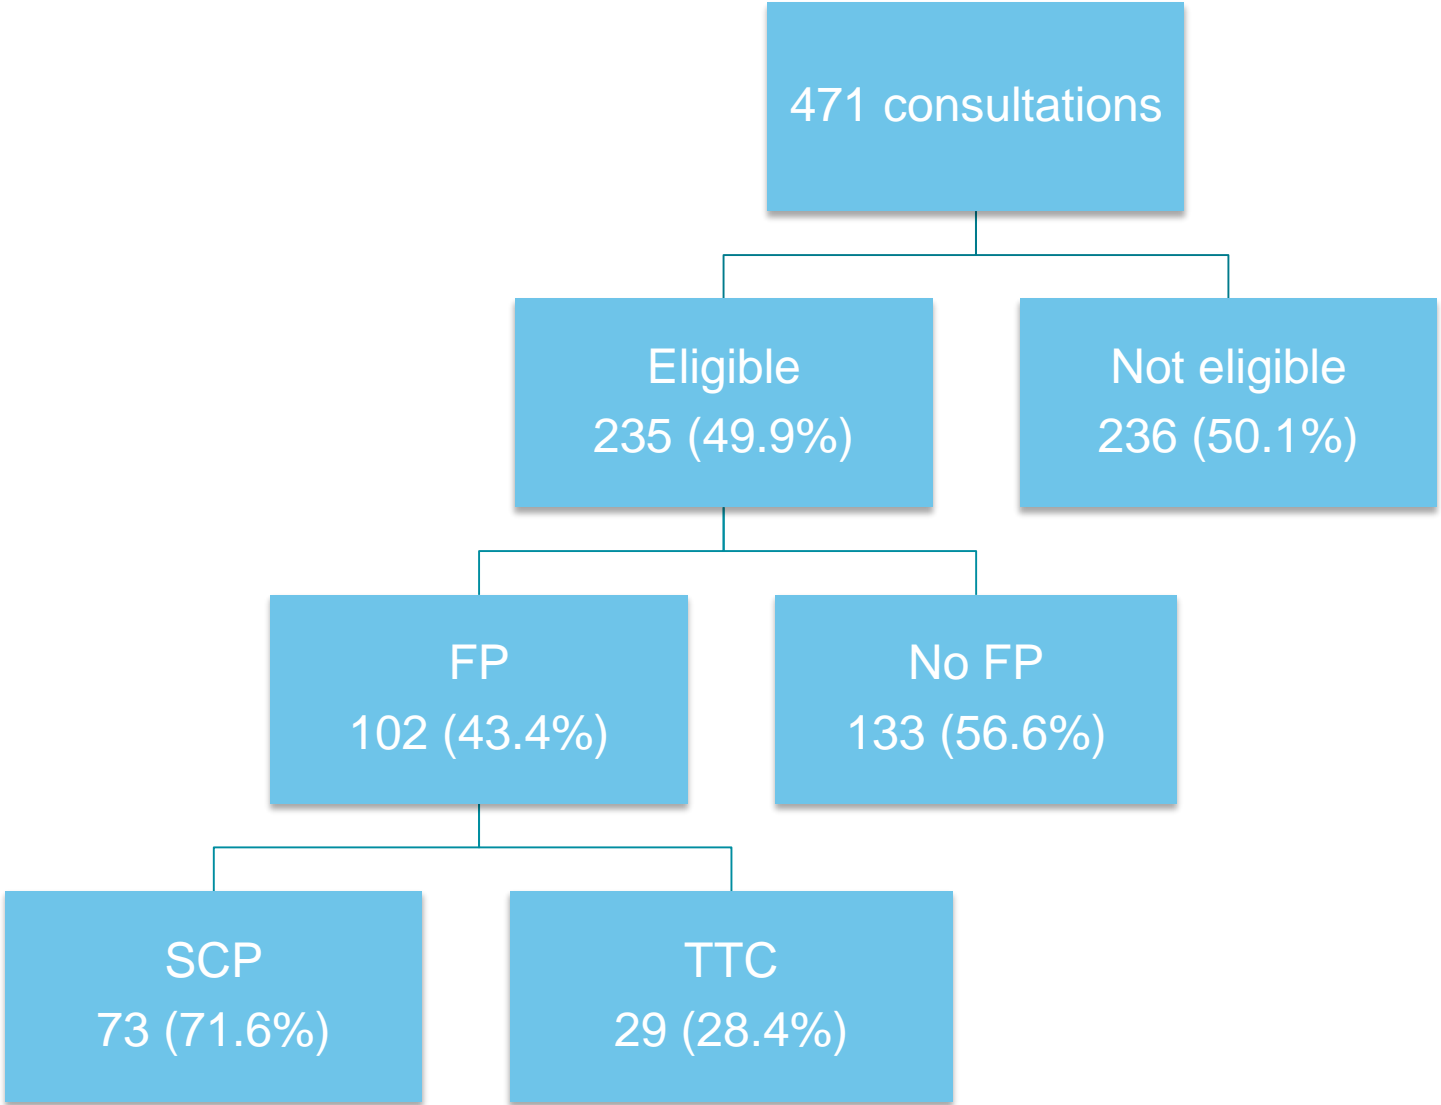 471 consultations
Eligible
235 (49.9%)
Not eligible
236 (50.1%)
FP
102 (43.4%)
No FP
133 (56.6%)
SCP
73 (71.6%)
TTC
29 (28.4%)